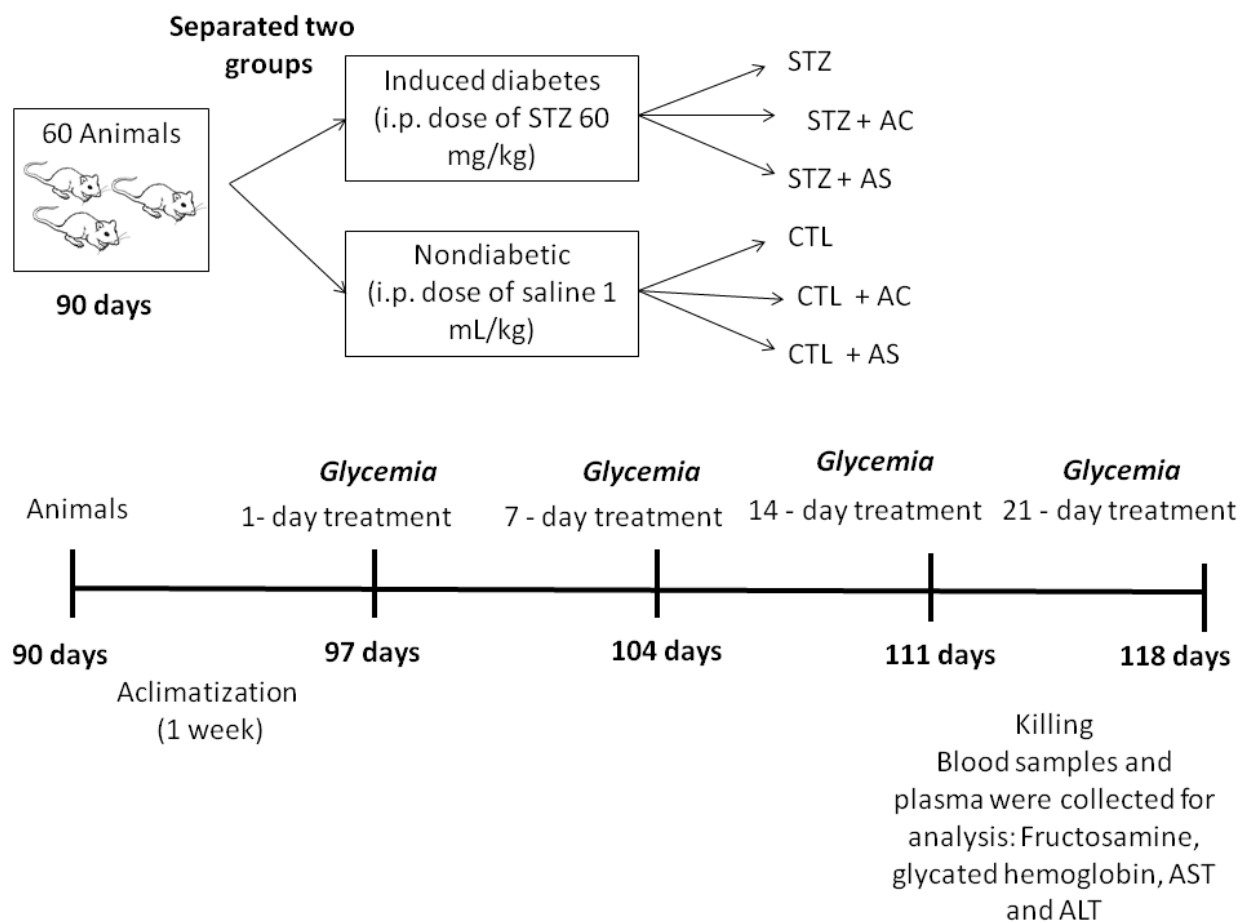 Separated two
groups
60 Animals
90 days
Induced diabetes
(i.p. dose of STZ 60
mg/kg)
STZ
STZ + AC
STZ + AS
Nondiabetic
(i.p. dose of saline 1
mL/kg)
CTL
CTL + AC
CTL + AS
Animals
Glycemia
1- day treatment
Glycemia
7 - day treatment
Glycemia
14 - day treatment
Glycemia
21 - day treatment
90 days
97 days
104 days
111 days
118 days
Aclimatization
(1 week)
Killing
Blood samples and
plasma were collected for
analysis: Fructosamine,
glycated hemoglobin, AST
and ALT